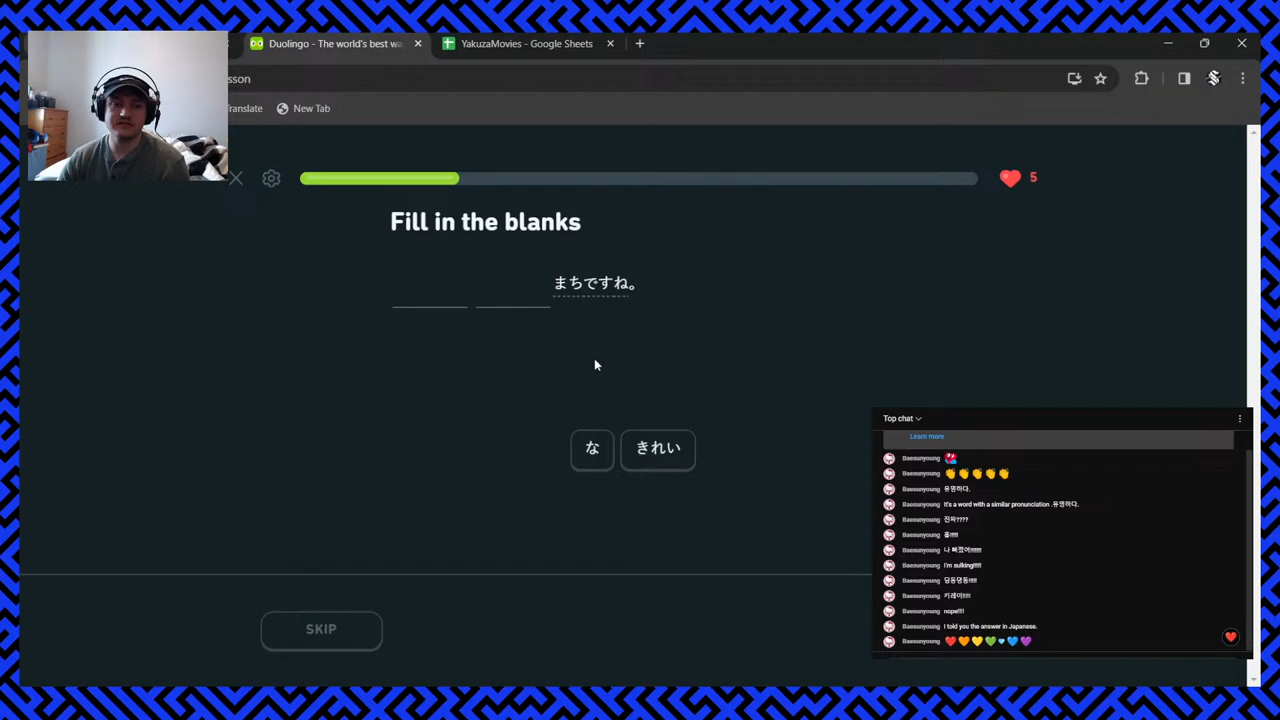 Duolingo - The world's best wa
YakuzaMovies - Google Sheets
sson
Translate
New Tab
5
Fill in the blanks
まちですね。
な
きれい
SKIP
Top chat
Learn more
Baesunyoung
Baesunyoung 👏👏👏👏👏
Baesunyoung 유명하다.
Baesunyoung It's a word with a similar pronunciation .유명하다.
Baesunyoung 진짜????
Baesunyoung 흥!!!!!
Baesunyoung 나 삐졌어!!!!!!!!
Baesunyoung I'm sulking!!!!!!
Baesunyoung 딩동댕동!!!!!
Baesunyoung 키레이!!!!!
Baesunyoung nope!!!!
Baesunyoung I told you the answer in Japanese.
Baesunyoung ❤️🧡💛💚🩵💙💜